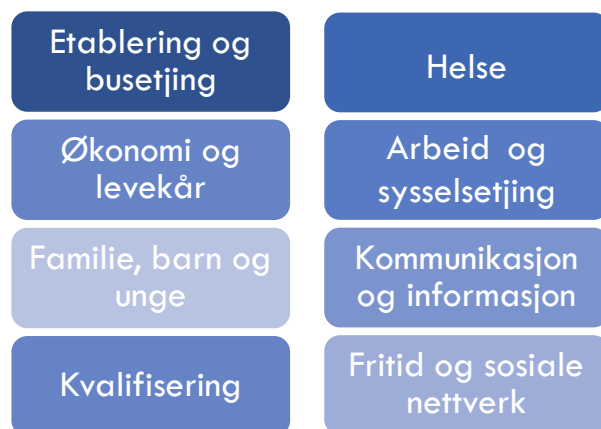 Etablering og
busetjing
Helse
Økonomi og
levekår
Arbeid og
sysselsetjing
Familie, barn og
unge
Kommunikasjon
og informasjon
Kvalifisering
Fritid og sosiale
nettverk